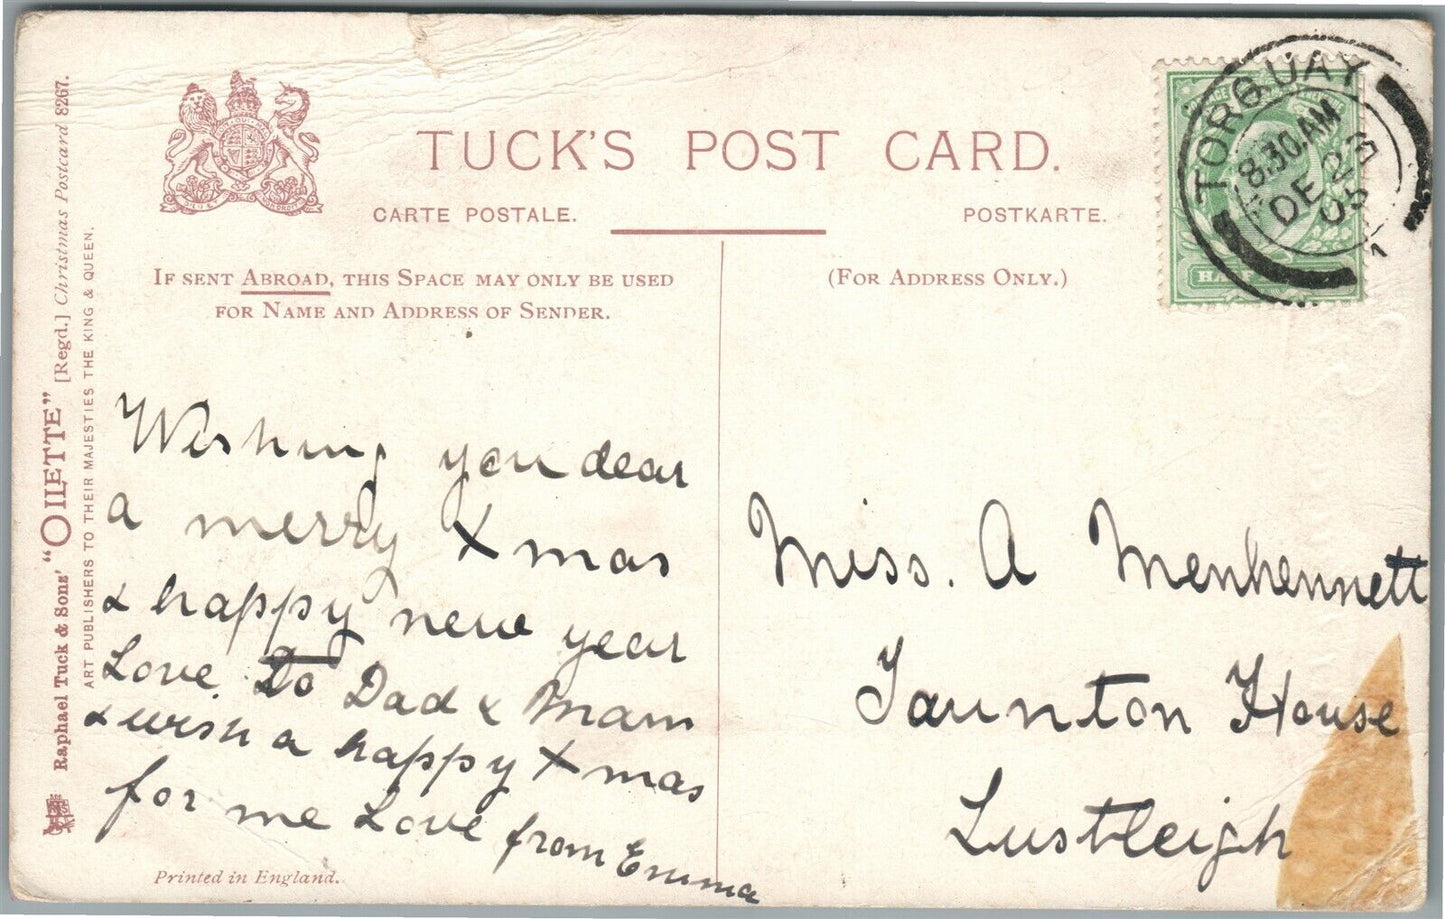 TUCK'S POST CARD.
CARTE POSTALE. POSTKARTE.
IF SENT ABROAD, THIS SPACE MAY ONLY BE USED
FOR NAME AND ADDRESS OF SENDER.
(FOR ADDRESS ONLY.)
TORQUAY
8.30 AM
DE 23
05
1
HALF
Raphael Tuck & Sons' "OILETTE" [Regd.] Christmas Postcard 8267.
ART PUBLISHERS TO THEIR MAJESTIES THE KING & QUEEN.
Wishing you dear
a merry Xmas
& happy new year
Love. To Dad & Mam
& wish a happy Xmas
for me Love from Emma
Miss. A Menhennett
Taunton House
Lustleigh
Printed in England.